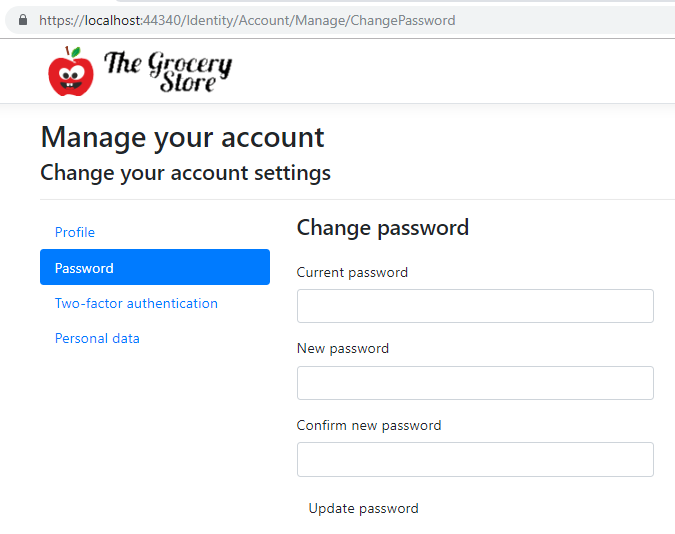 https://localhost:44340/Identity/Account/Manage/ChangePassword
The Grocery
Store
Manage your account
Change your account settings
Profile
Password
Two-factor authentication
Personal data
Change password
Current password
New password
Confirm new password
Update password